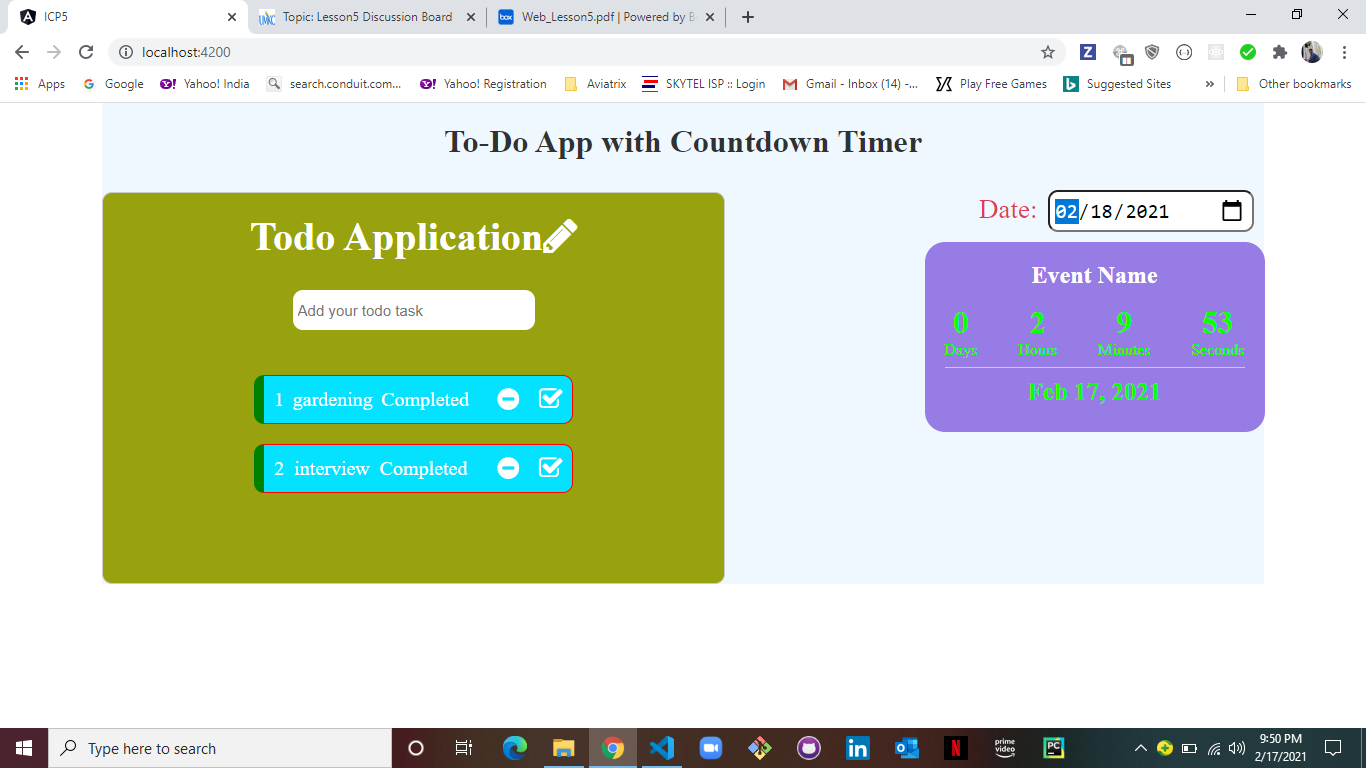 ICP5
Topic: Lesson5 Discussion Board
Web_Lesson5.pdf | Powered by B
localhost:4200
Apps
Google
Yahoo! India
search.conduit.com...
Yahoo! Registration
Aviatrix
SKYTEL ISP :: Login
Gmail - Inbox (14) -...
Play Free Games
Suggested Sites
»
Other bookmarks
To-Do App with Countdown Timer
Todo Application
Add your todo task
1 gardening Completed
2 interview Completed
Date: 02/18/2021
Event Name
0 2 9 53
Days Hours Minutes Seconds
Feb 17, 2021
Type here to search
9:50 PM
2/17/2021